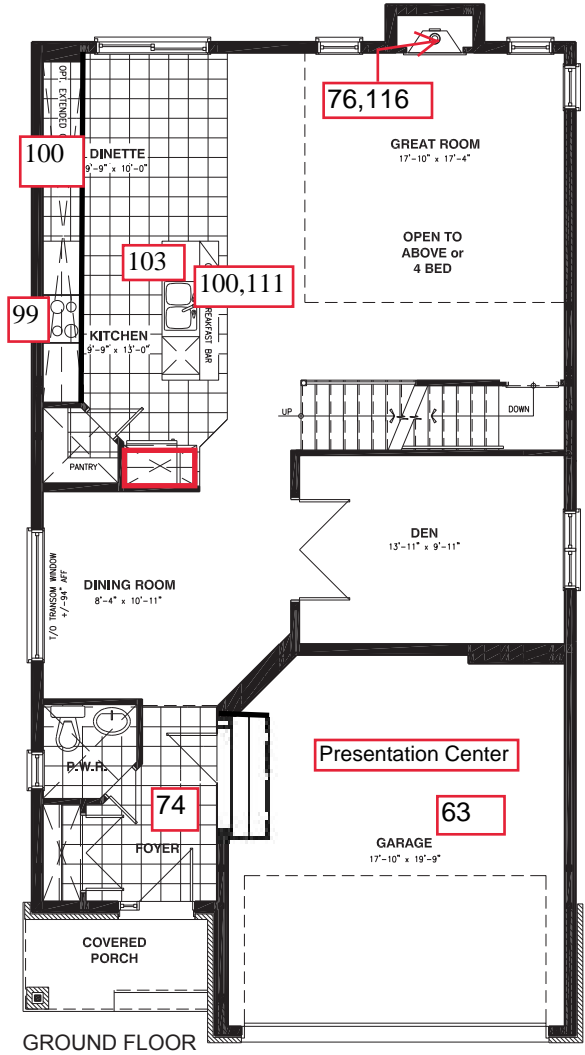 76,116
OPT. EXTENDED
100
DINETTE
9'-9" x 10'-0"
GREAT ROOM
17'-10" x 17'-4"
OPEN TO
ABOVE or
4 BED
103
100,111
99
KITCHEN
9'-9" x 13'-0"
BREAKFAST BAR
UP
DOWN
PANTRY
DEN
13'-11" x 9'-11"
T/O TRANSOM WINDOW
+/-94" AFF
DINING ROOM
8'-4" x 10'-11"
P.W.R.
Presentation Center
74
63
FOYER
GARAGE
17'-10" x 19'-9"
COVERED
PORCH
GROUND FLOOR